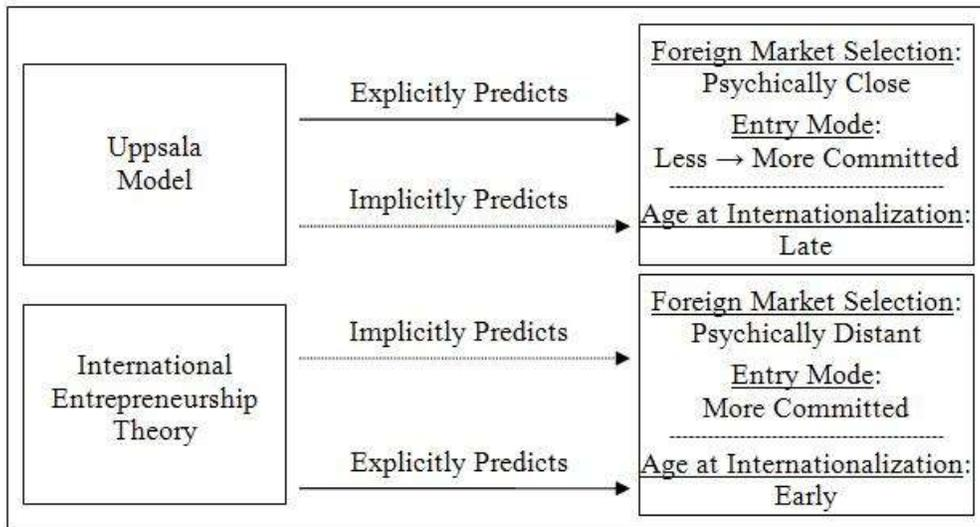 Uppsala
Model
Explicitly Predicts
Implicitly Predicts
Foreign Market Selection:
Psychically Close
Entry Mode:
Less → More Committed
Age at Internationalization:
Late
International
Entrepreneurship
Theory
Implicitly Predicts
Explicitly Predicts
Foreign Market Selection:
Psychically Distant
Entry Mode:
More Committed
Age at Internationalization:
Early